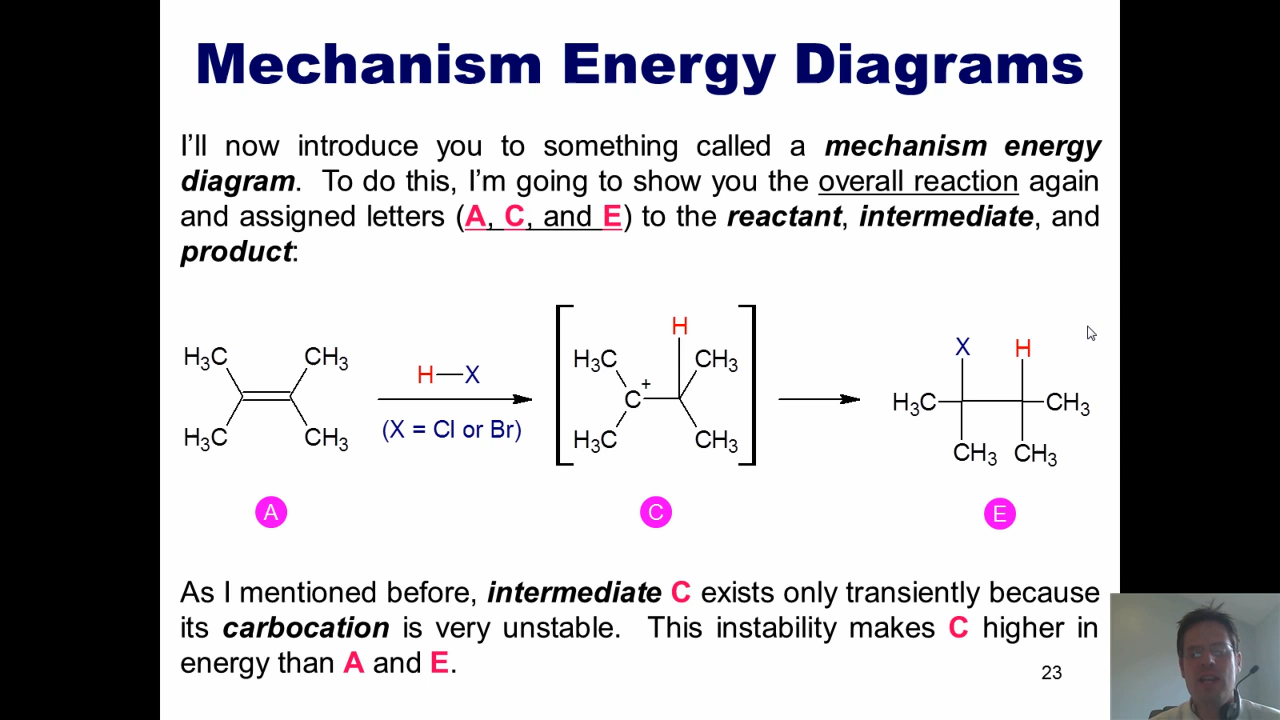 Mechanism Energy Diagrams
I'll now introduce you to something called a mechanism energy
diagram. To do this, I'm going to show you the overall reaction again
and assigned letters (A, C, and E) to the reactant, intermediate, and
product:
H₃C CH₃
H₃C CH₃
H—X
(X = Cl or Br)
H
H₃C CH₃
C+
H₃C CH₃
X H
H₃C CH₃
CH₃ CH₃
A C E
As I mentioned before, intermediate C exists only transiently because
its carbocation is very unstable. This instability makes C higher in
energy than A and E.
23